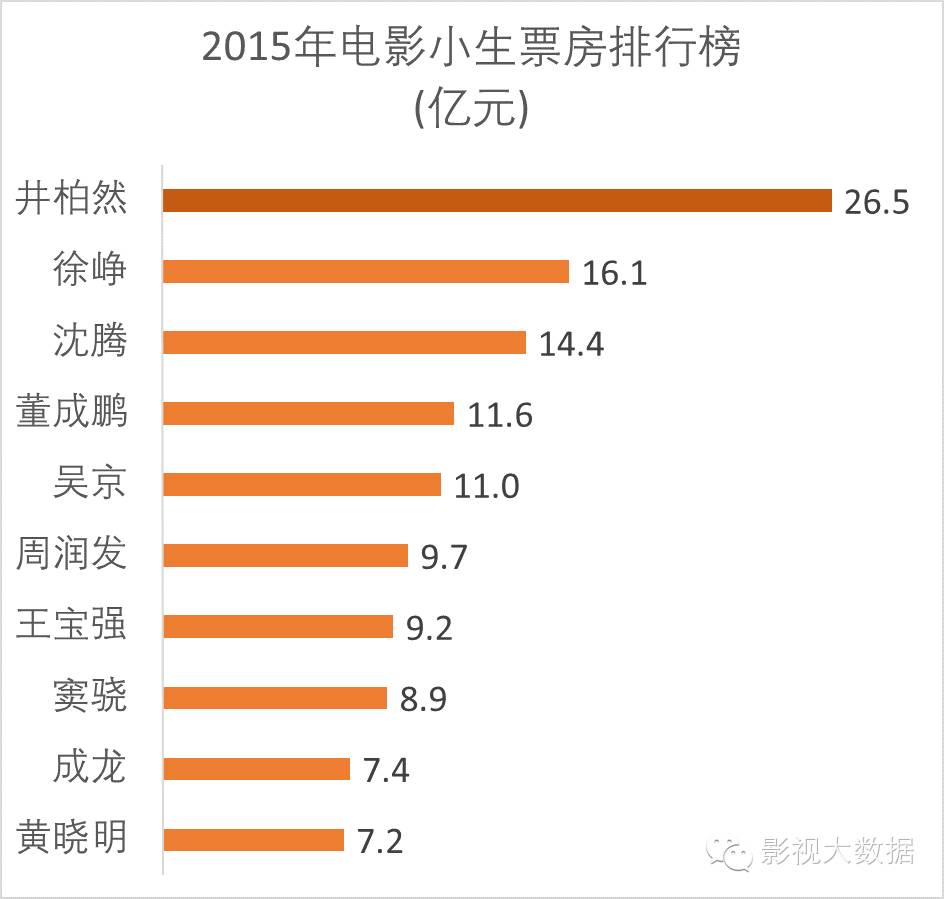 2015年电影小生票房排行榜
(亿元)
井柏然 26.5
徐峥 16.1
沈腾 14.4
董成鹏 11.6
吴京 11.0
周润发 9.7
王宝强 9.2
窦骁 8.9
成龙 7.4
黄晓明 7.2
影视大数据